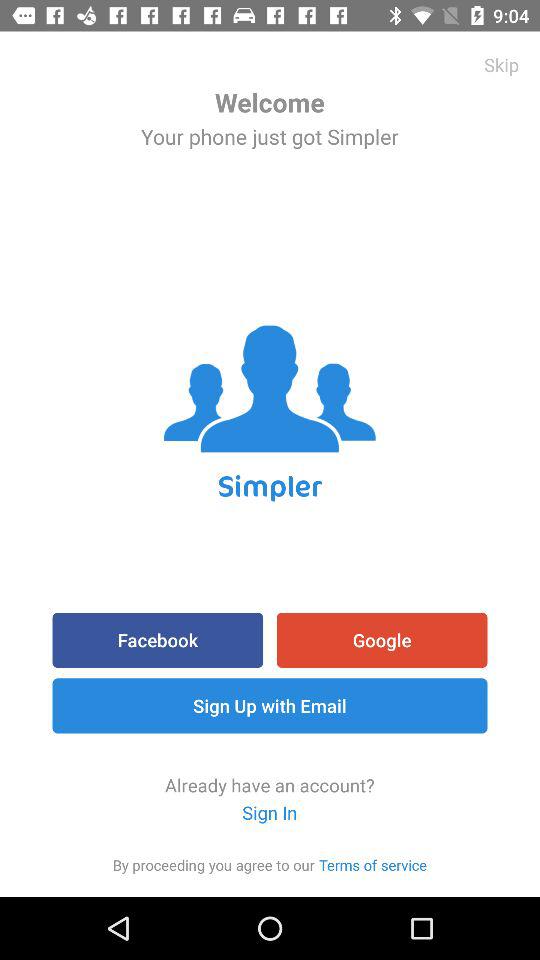 9:04
Skip
Welcome
Your phone just got Simpler
Simpler
Facebook
Google
Sign Up with Email
Already have an account?
Sign In
By proceeding you agree to our Terms of service